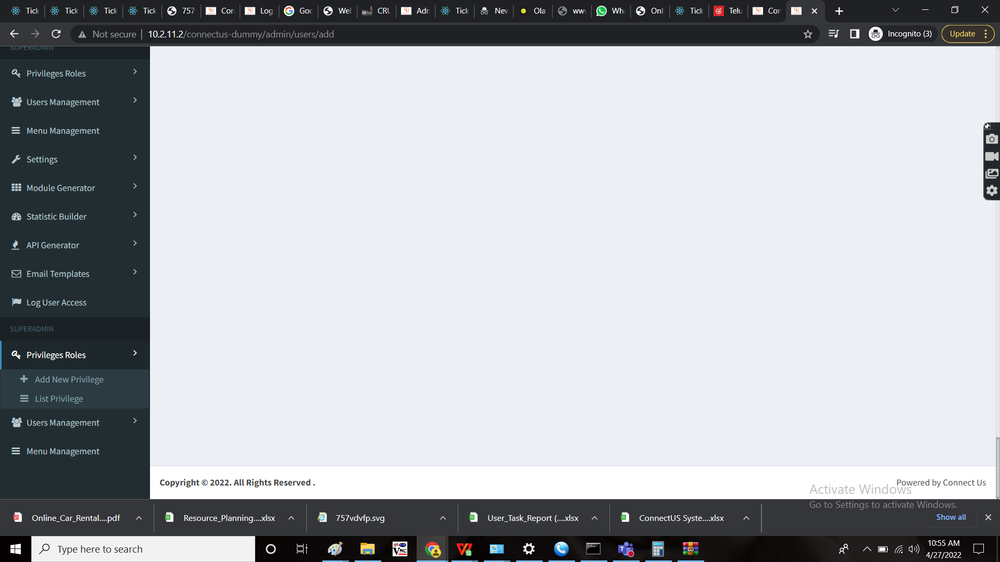 Tick
Tick
Tick
Tick
757
Con
Log
Goo
Wel
CRU
Adn
Tick
Nev
Ola
ww
Wh
Onli
Tick
Telu
Cor
Not secure
10.2.11.2/connectus-dummy/admin/users/add
Incognito (3)
Update
SUPERADMIN
Privileges Roles
Users Management
Menu Management
Settings
Module Generator
Statistic Builder
API Generator
Email Templates
Log User Access
SUPERADMIN
Privileges Roles
Add New Privilege
List Privilege
Users Management
Menu Management
Copyright © 2022. All Rights Reserved .
Powered by Connect Us
Activate Windows
Go to Settings to activate Windows.
Online_Car_Rental....pdf
Resource_Planning....xlsx
757vdvfp.svg
User_Task_Report (....xlsx
ConnectUS Syste....xlsx
Show all
Type here to search
10:55 AM
4/27/2022